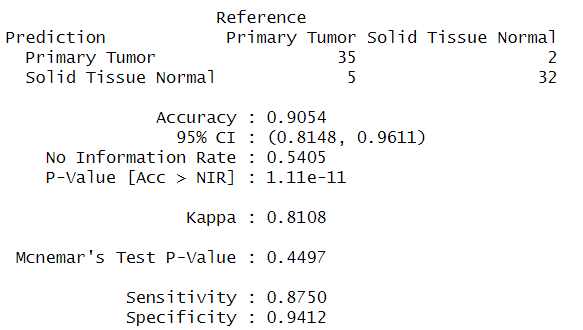 Reference
Prediction Primary Tumor Solid Tissue Normal
Primary Tumor 35 2
Solid Tissue Normal 5 32
Accuracy : 0.9054
95% CI : (0.8148, 0.9611)
No Information Rate : 0.5405
P-Value [Acc > NIR] : 1.11e-11
Kappa : 0.8108
Mcnemar's Test P-Value : 0.4497
Sensitivity : 0.8750
Specificity : 0.9412